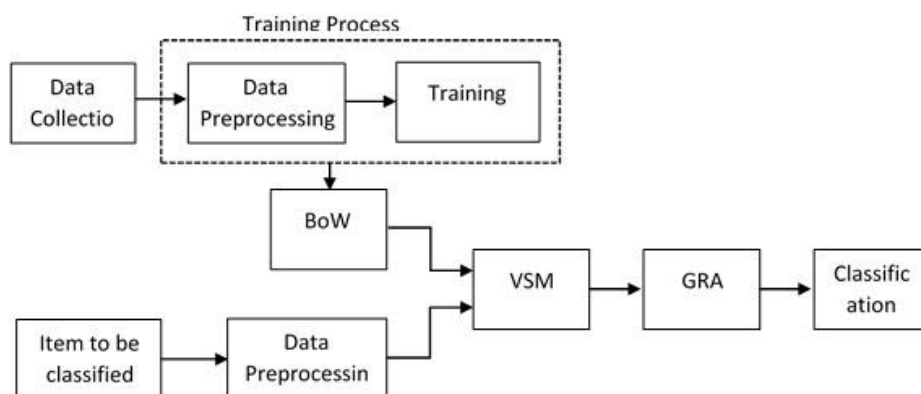 Training Process
Data
Collectio
Data
Preprocessing
Training
BoW
VSM
GRA
Classific
ation
Item to be
classified
Data
Preprocessin